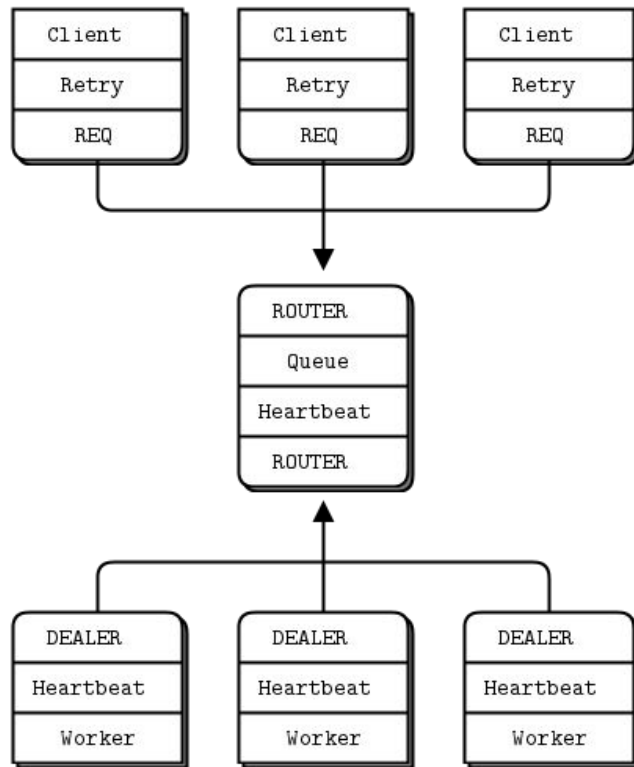 Client Client Client
Retry Retry Retry
REQ REQ REQ
ROUTER
Queue
Heartbeat
ROUTER
DEALER DEALER DEALER
Heartbeat Heartbeat Heartbeat
Worker Worker Worker